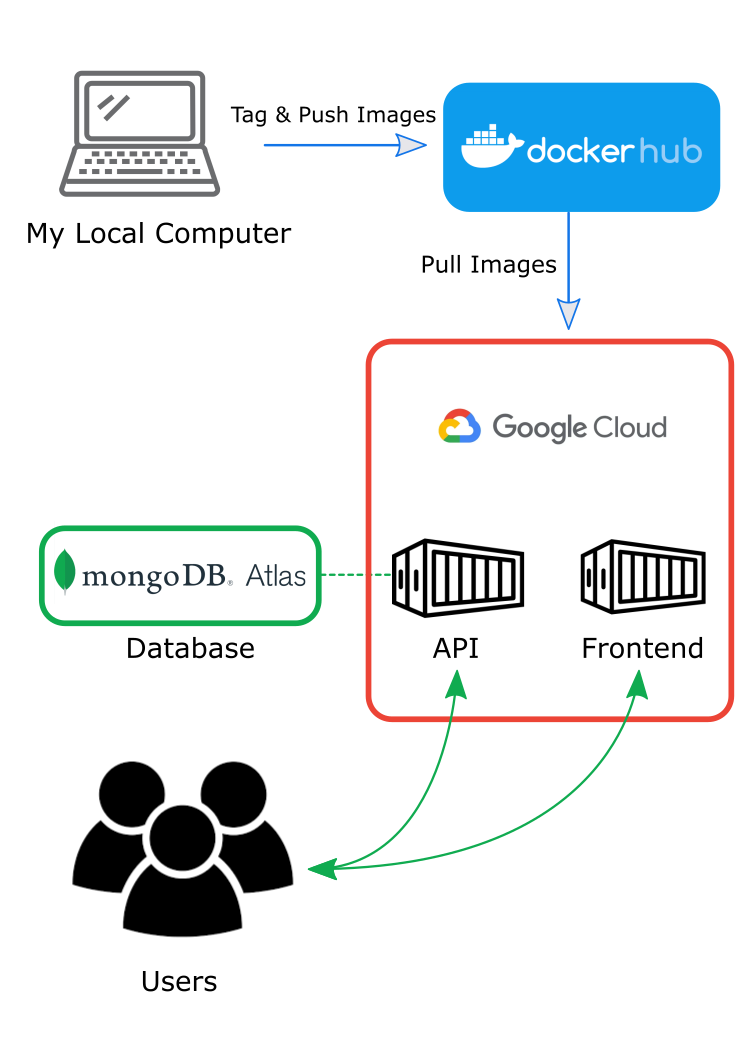 Tag & Push Images
docker hub
My Local Computer
Pull Images
Google Cloud
mongoDB® Atlas
Database
API
Frontend
Users